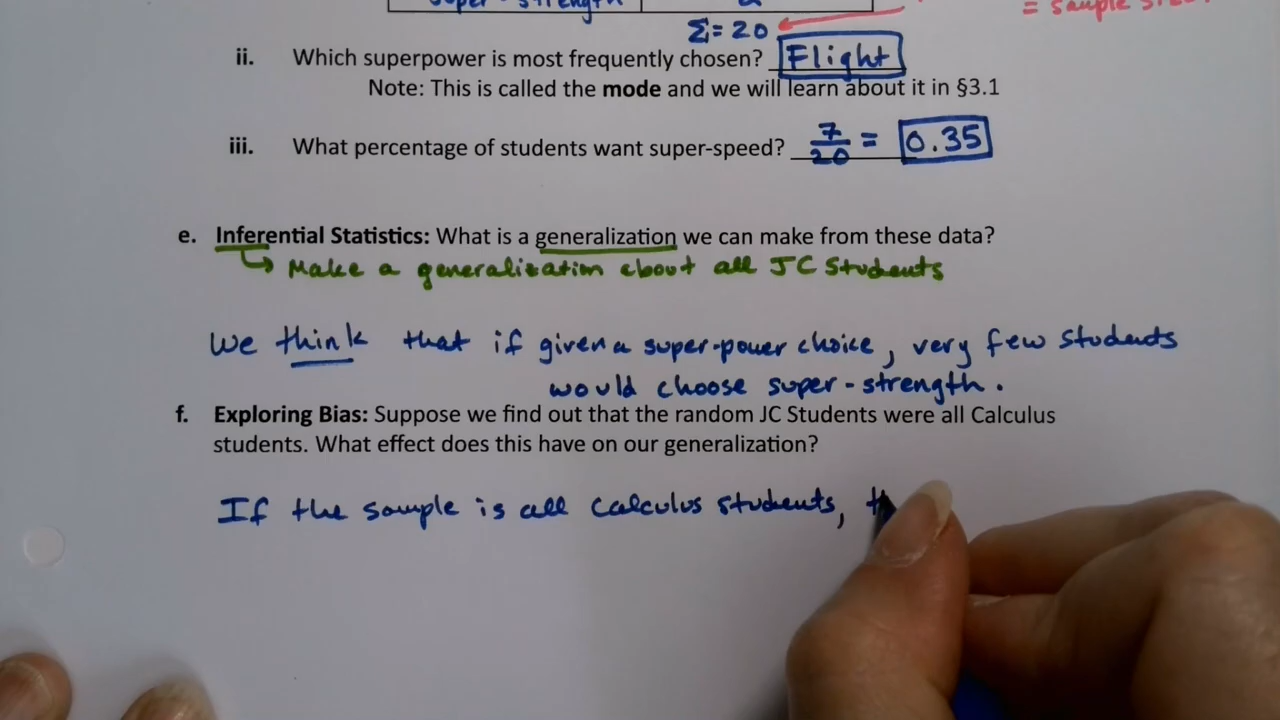 super-strength
= sample size
Σ = 20
ii. Which superpower is most frequently chosen? Flight
Note: This is called the mode and we will learn about it in §3.1
iii. What percentage of students want super-speed? 7/20 = 0.35
e. Inferential Statistics: What is a generalization we can make from these data?
↳ Make a generalization about all JC Students
We think that if given a super-power choice, very few students
would choose super-strength.
f. Exploring Bias: Suppose we find out that the random JC Students were all Calculus
students. What effect does this have on our generalization?
If the sample is all Calculus students, th